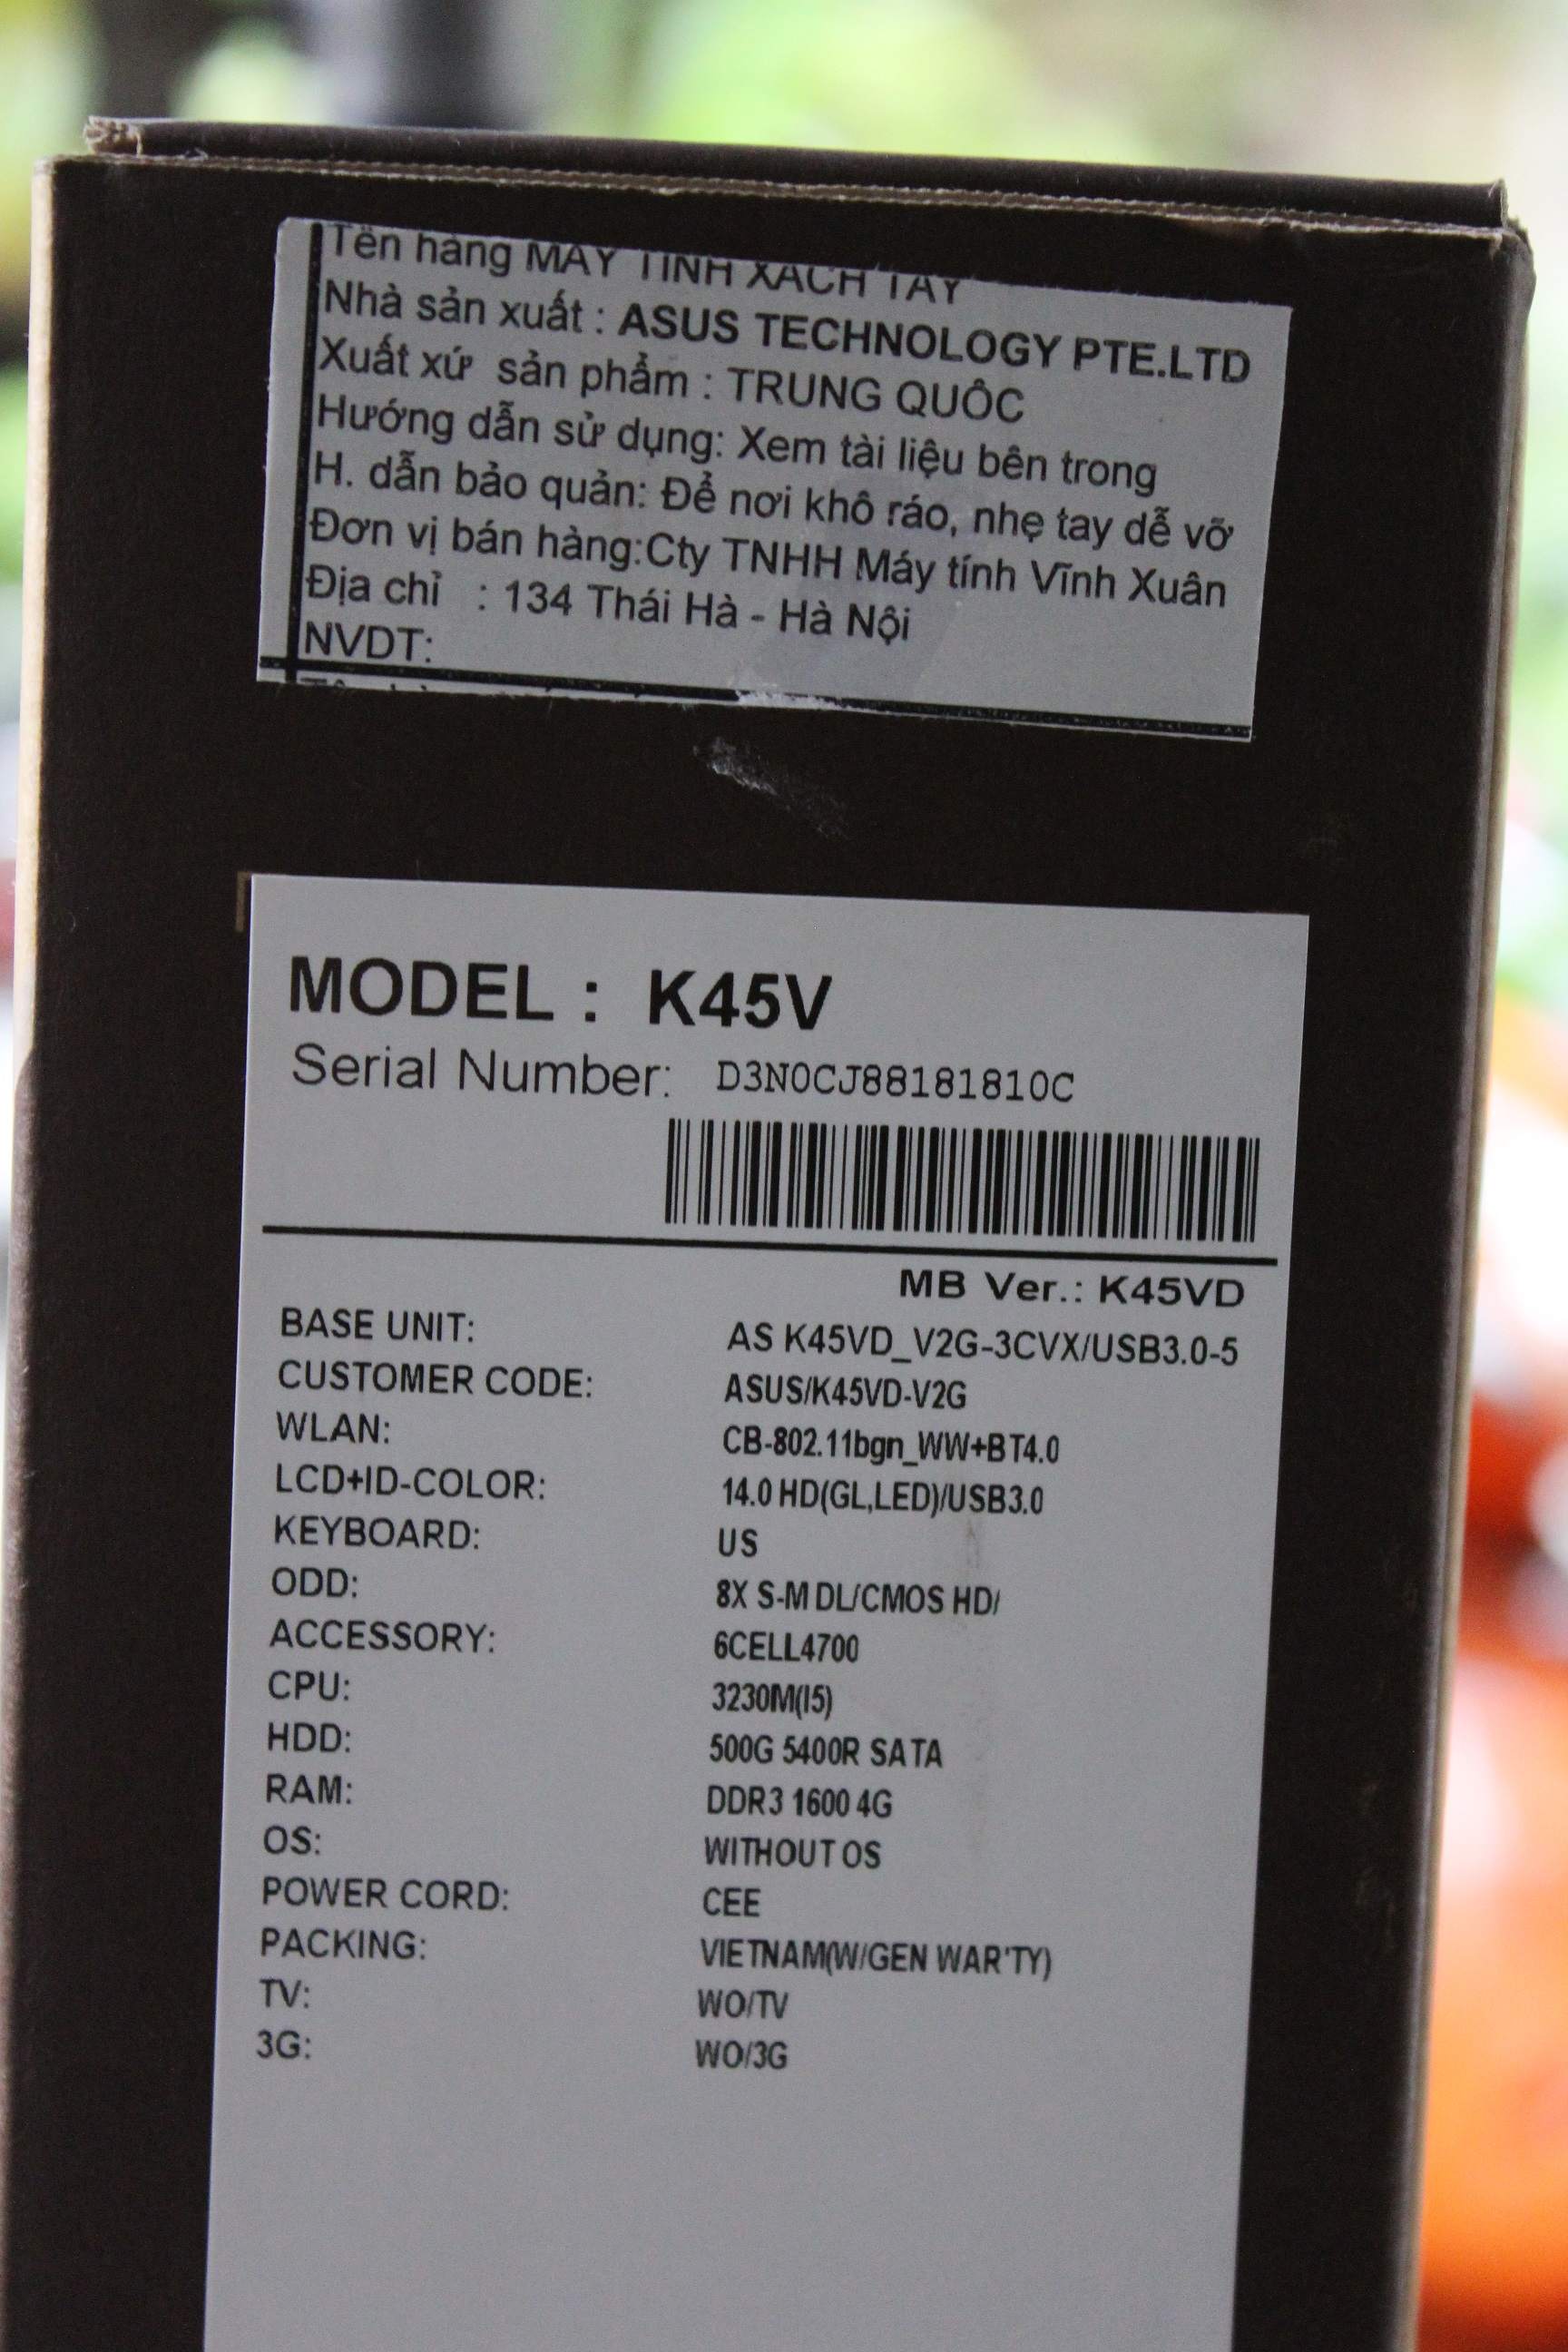 Tên hàng MÁY TÍNH XÁCH TAY
Nhà sản xuất : ASUS TECHNOLOGY PTE.LTD
Xuất xứ sản phẩm : TRUNG QUÔC
Hướng dẫn sử dụng: Xem tài liệu bên trong
H. dẫn bảo quản: Để nơi khô ráo, nhẹ tay dễ vỡ
Đơn vị bán hàng:Cty TNHH Máy tính Vĩnh Xuân
Địa chỉ : 134 Thái Hà - Hà Nội
NVDT:
MODEL : K45V
Serial Number: D3N0CJ88181810C
MB Ver.: K45VD
BASE UNIT: AS K45VD_V2G-3CVX/USB3.0-5
CUSTOMER CODE: ASUS/K45VD-V2G
WLAN: CB-802.11bgn_WW+BT4.0
LCD+ID-COLOR: 14.0 HD(GL,LED)/USB3.0
KEYBOARD: US
ODD: 8X S-M DL/CMOS HD/
ACCESSORY: 6CELL4700
CPU: 3230M(I5)
HDD: 500G 5400R SATA
RAM: DDR3 1600 4G
OS: WITHOUT OS
POWER CORD: CEE
PACKING: VIETNAM(W/GEN WAR'TY)
TV: WO/TV
3G: WO/3G